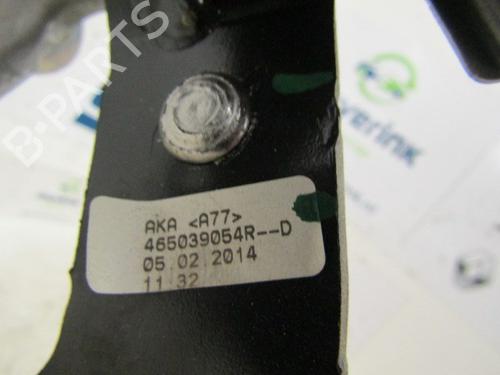 B-PARTS
AKA <A77>
465039054R--D
05.02.2014
11:32